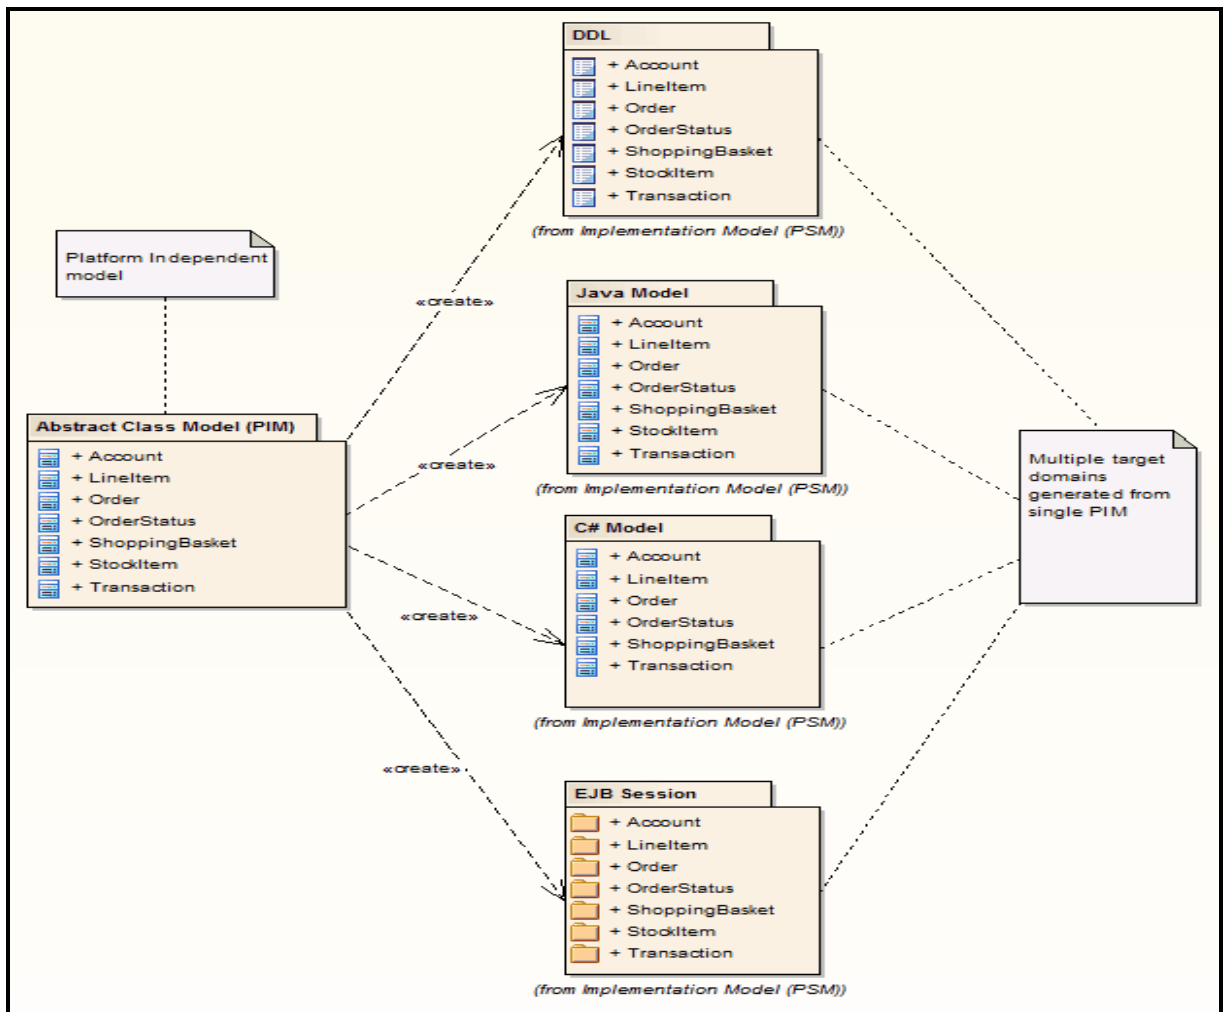 DDL
+ Account
+ LineItem
+ Order
+ OrderStatus
+ ShoppingBasket
+ StockItem
+ Transaction
(from Implementation Model (PSM))
Platform Independent
model
«create»
Java Model
+ Account
+ LineItem
+ Order
+ OrderStatus
+ ShoppingBasket
+ StockItem
+ Transaction
(from Implementation Model (PSM))
«create»
Abstract Class Model (PIM)
+ Account
+ LineItem
+ Order
+ OrderStatus
+ ShoppingBasket
+ StockItem
+ Transaction
Multiple target
domains
generated from
single PIM
C# Model
+ Account
+ LineItem
+ Order
+ OrderStatus
+ ShoppingBasket
+ Transaction
(from Implementation Model (PSM))
«create»
«create»
EJB Session
+ Account
+ LineItem
+ Order
+ OrderStatus
+ ShoppingBasket
+ StockItem
+ Transaction
(from Implementation Model (PSM))